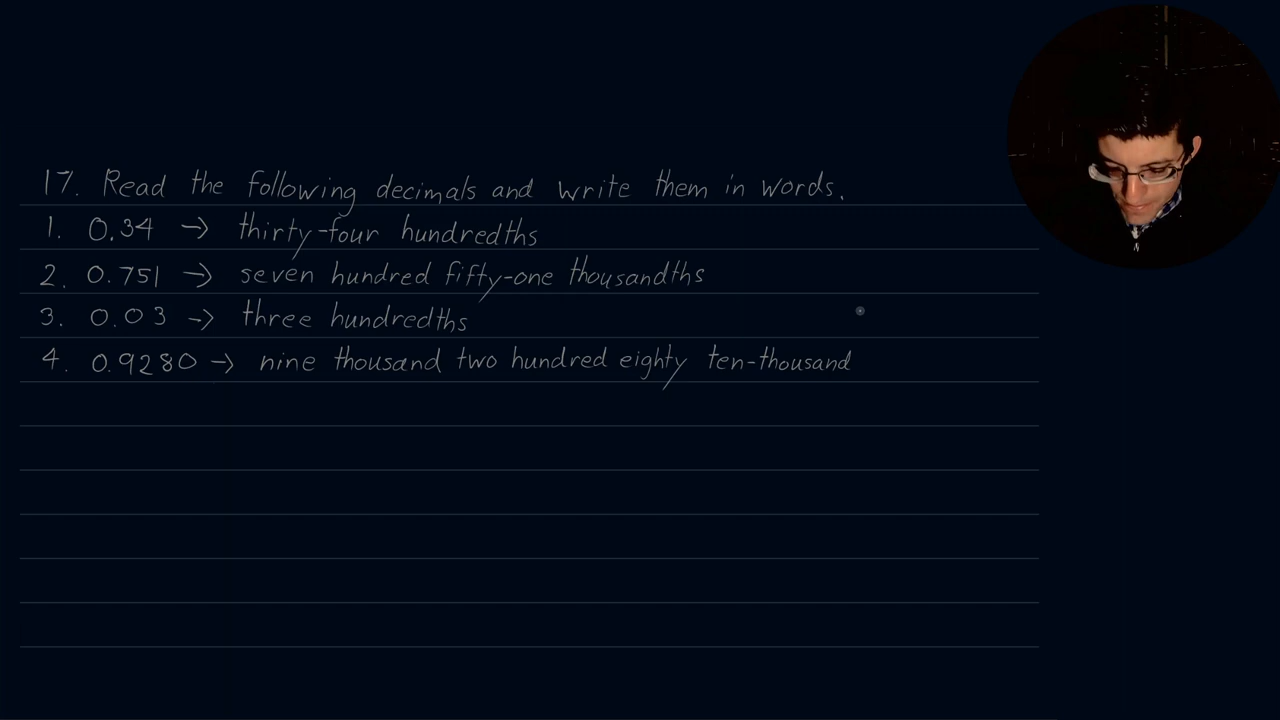 17. Read the following decimals and write them in words.
1. 0.34 → thirty-four hundredths
2. 0.751 → seven hundred fifty-one thousandths
3. 0.03 → three hundredths
4. 0.9280 → nine thousand two hundred eighty ten-thousand